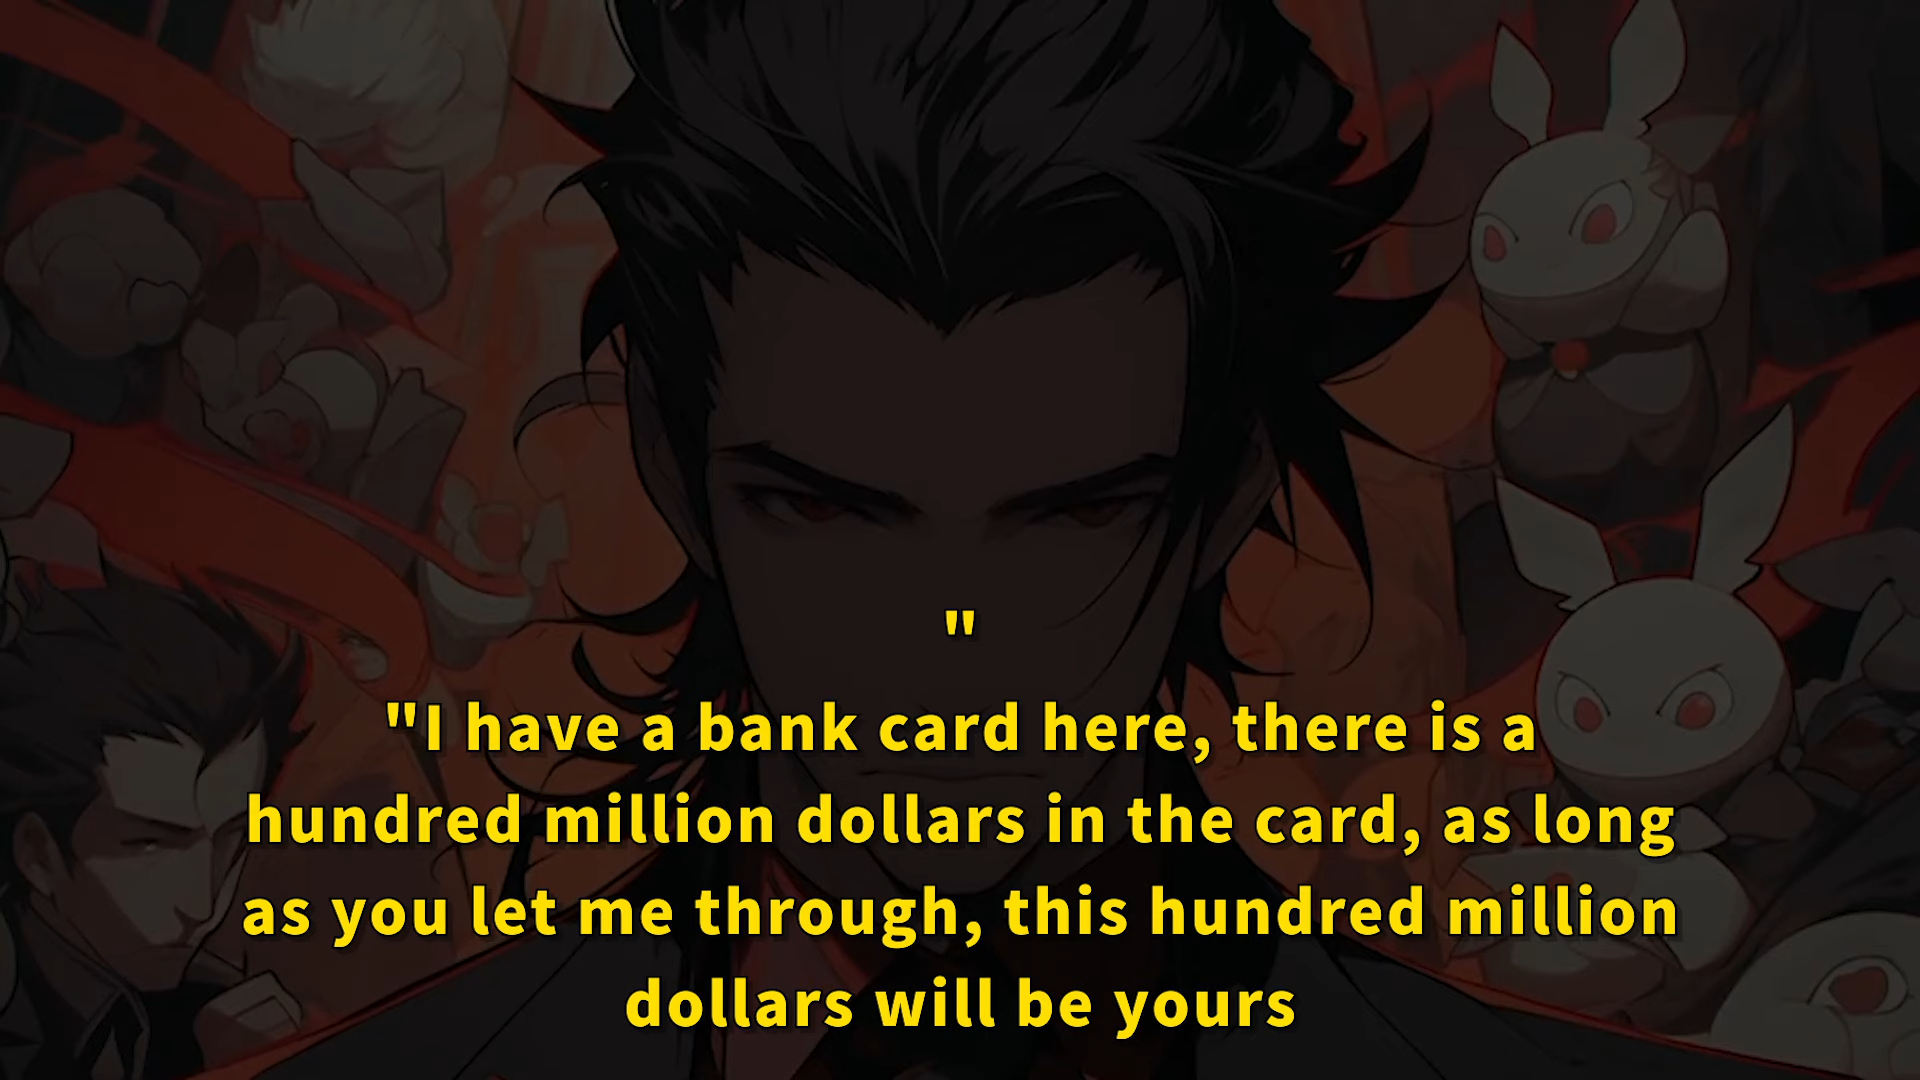 "
"I have a bank card here, there is a
hundred million dollars in the card, as long
as you let me through, this hundred million
dollars will be yours